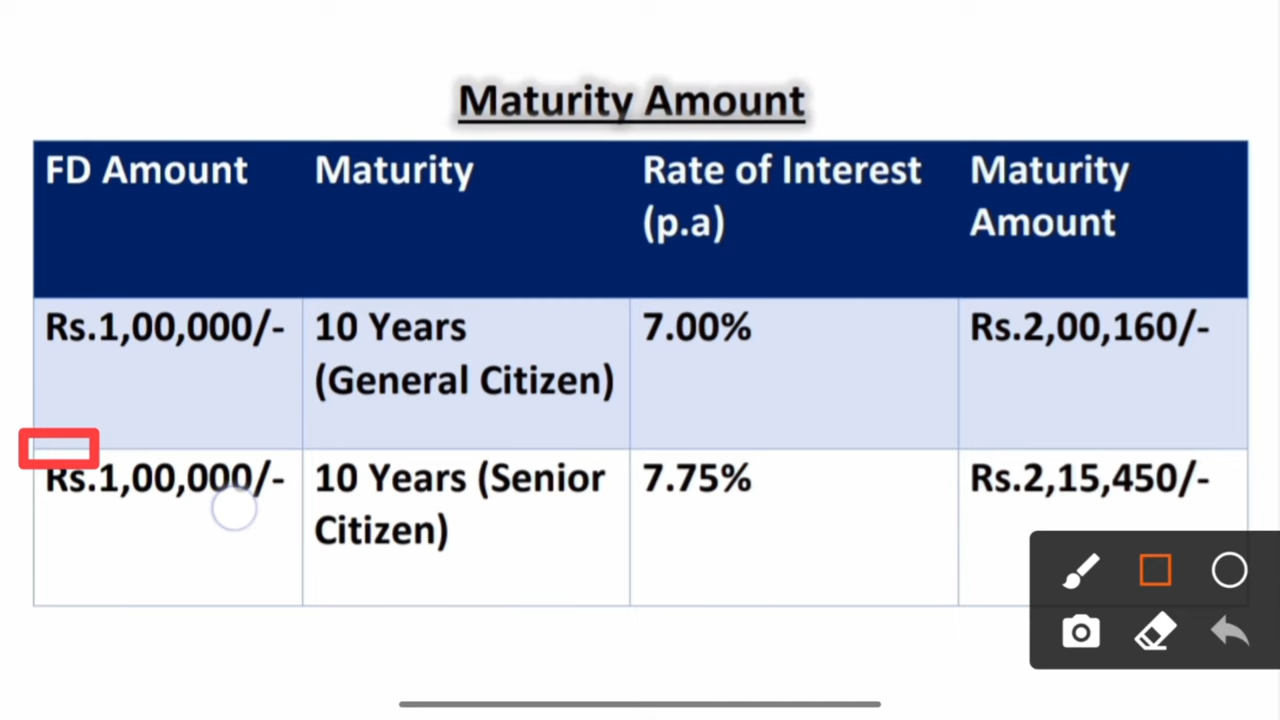 Maturity Amount
FD Amount
Maturity
Rate of Interest
(p.a)
Maturity
Amount
Rs.1,00,000/-
10 Years
(General Citizen)
7.00%
Rs.2,00,160/-
Rs.1,00,000/-
10 Years (Senior
Citizen)
7.75%
Rs.2,15,450/-